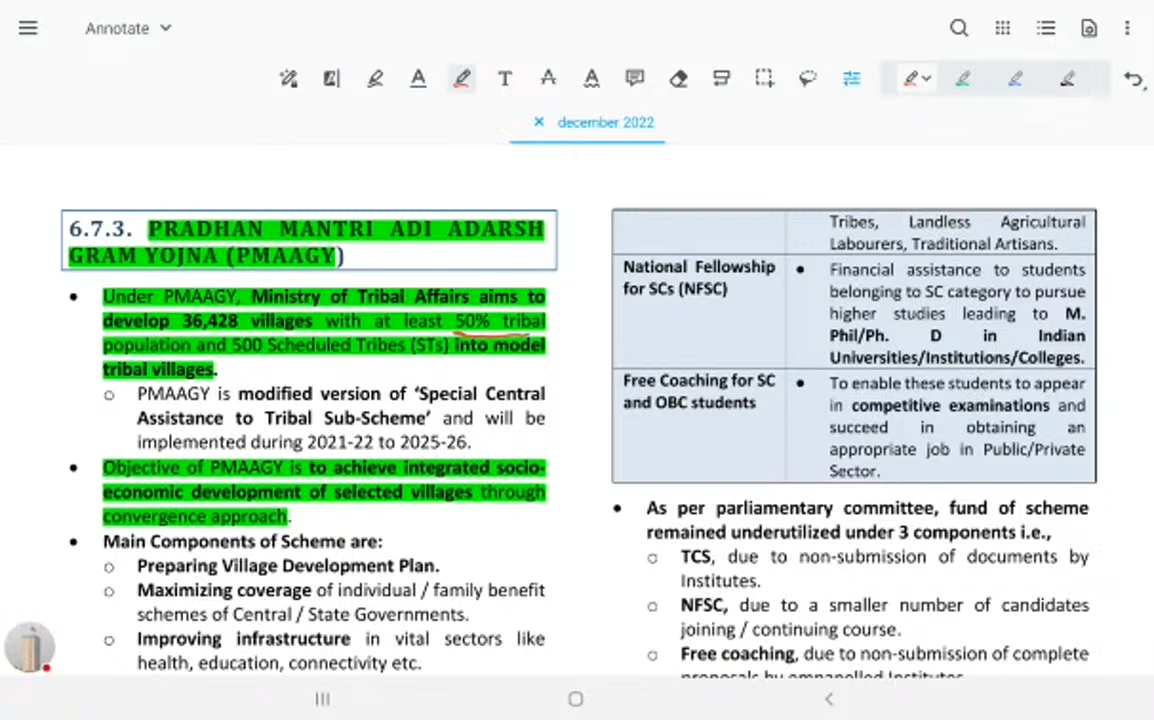 Annotate
december 2022
6.7.3. PRADHAN MANTRI ADI ADARSH
GRAM YOJNA (PMAAGY)
• Under PMAAGY, Ministry of Tribal Affairs aims to
develop 36,428 villages with at least 50% tribal
population and 500 Scheduled Tribes (STs) into model
tribal villages.
o PMAAGY is modified version of ‘Special Central
Assistance to Tribal Sub-Scheme’ and will be
implemented during 2021-22 to 2025-26.
• Objective of PMAAGY is to achieve integrated socio-
economic development of selected villages through
convergence approach.
• Main Components of Scheme are:
o Preparing Village Development Plan.
o Maximizing coverage of individual / family benefit
schemes of Central / State Governments.
o Improving infrastructure in vital sectors like
health, education, connectivity etc.
Tribes, Landless Agricultural
Labourers, Traditional Artisans.
National Fellowship
for SCs (NFSC)
• Financial assistance to students
belonging to SC category to pursue
higher studies leading to M.
Phil/Ph. D in Indian
Universities/Institutions/Colleges.
Free Coaching for SC
and OBC students
• To enable these students to appear
in competitive examinations and
succeed in obtaining an
appropriate job in Public/Private
Sector.
• As per parliamentary committee, fund of scheme
remained underutilized under 3 components i.e.,
o TCS, due to non-submission of documents by
Institutes.
o NFSC, due to a smaller number of candidates
joining / continuing course.
o Free coaching, due to non-submission of complete
proposals by empanelled Institutes